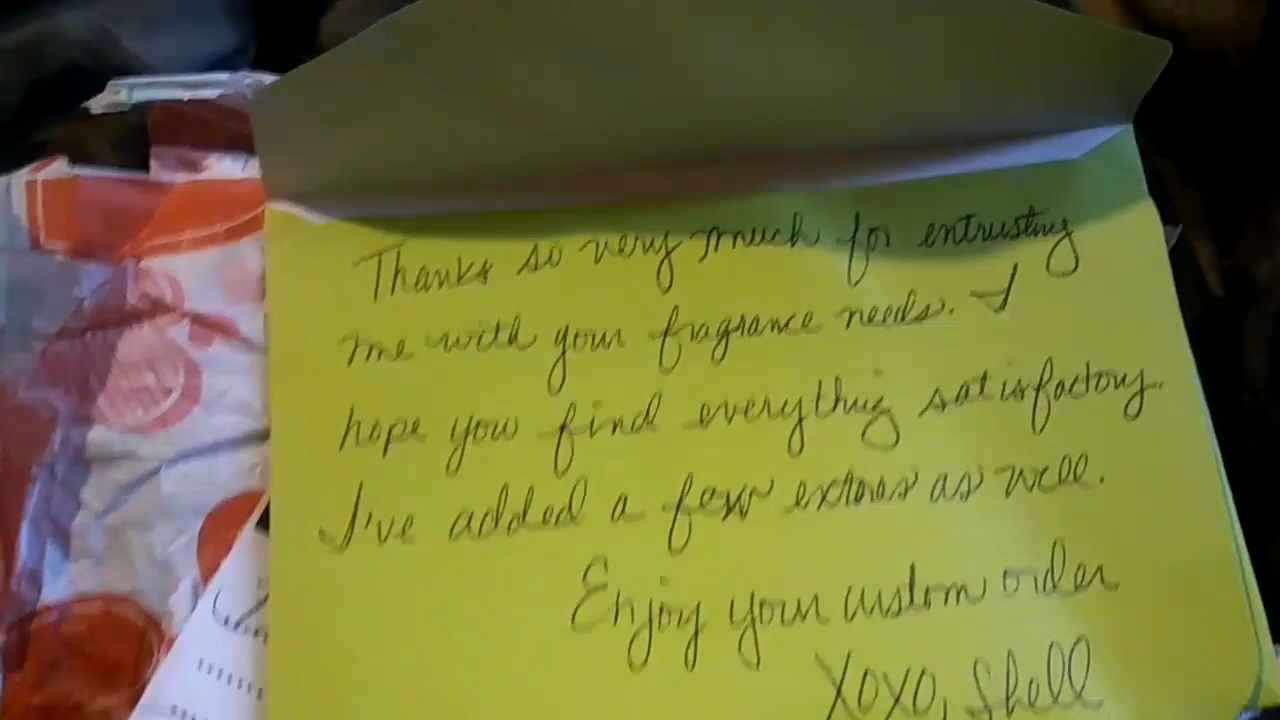 Thanks so very much for entrusting
me with your fragrance needs. I
hope you find everything satisfactory.
I've added a few extras as well.
Enjoy your custom order
XOXO, Shell